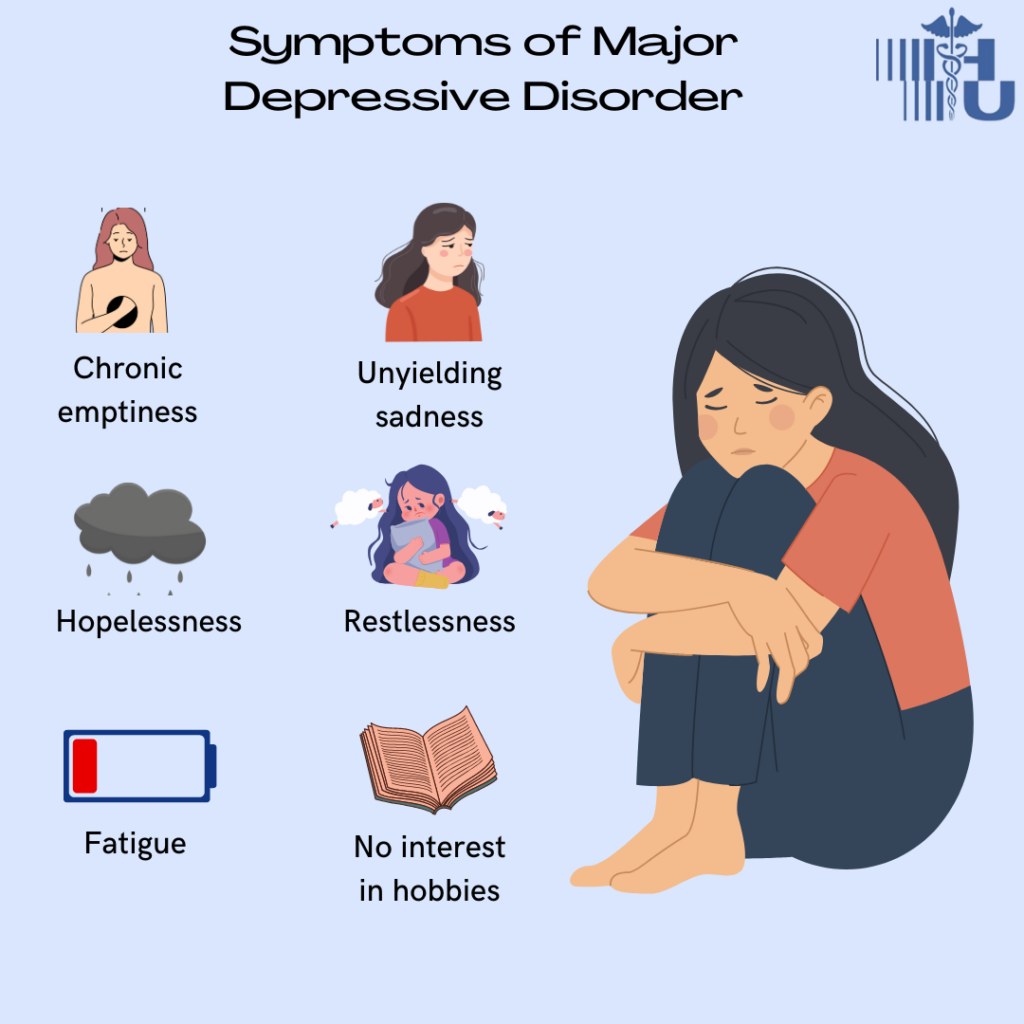 Symptoms of Major
Depressive Disorder
HU
Chronic
emptiness
Unyielding
sadness
Hopelessness
Restlessness
Fatigue
No interest
in hobbies